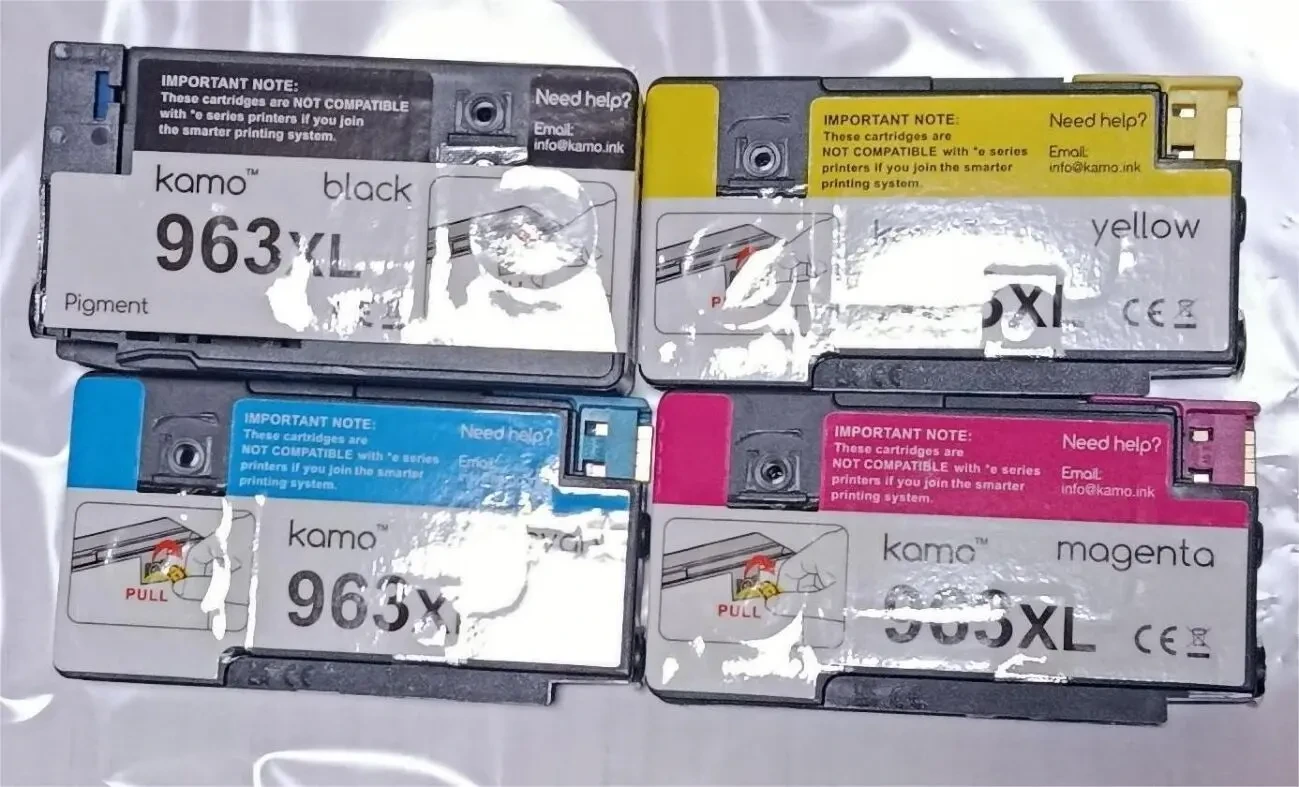 IMPORTANT NOTE:
These cartridges are NOT COMPATIBLE
with *e series printers if you join
the smarter printing system.
Need help?
Email:
info@kamo.ink
kamo™ black
963XL
Pigment
IMPORTANT NOTE:
These cartridges are
NOT COMPATIBLE with *e series
printers if you join the smarter
printing system.
Need help?
Email:
info@kamo.ink
yellow
XL
CE
IMPORTANT NOTE:
These cartridges are
NOT COMPATIBLE with *e series
printers if you join the smarter
printing system.
Need help?
Email:
kamo™
963X
PULL
IMPORTANT NOTE:
These cartridges are
NOT COMPATIBLE with *e series
printers if you join the smarter
printing system.
Need help?
Email:
info@kamo.ink
kamo™ magenta
963XL
PULL
CE